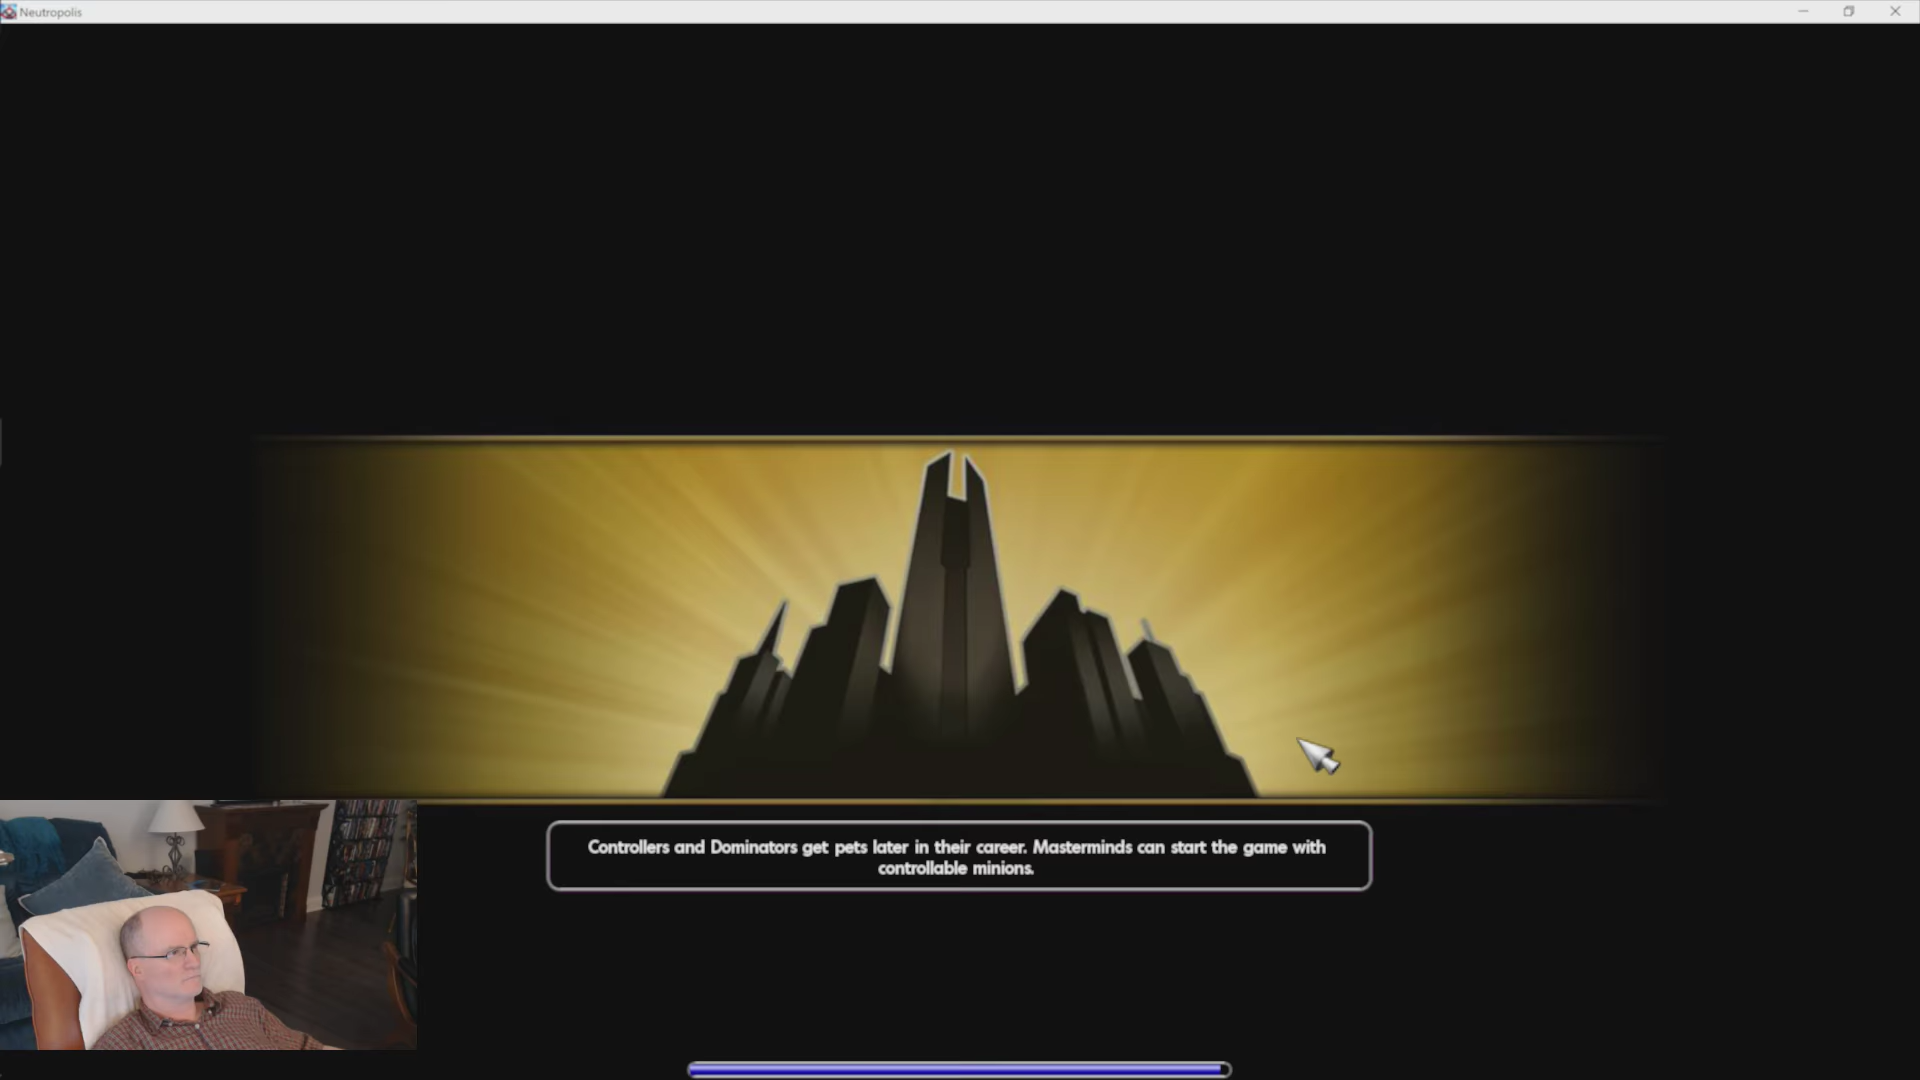 Neutropolis
Controllers and Dominators get pets later in their career. Masterminds can start the game with
controllable minions.